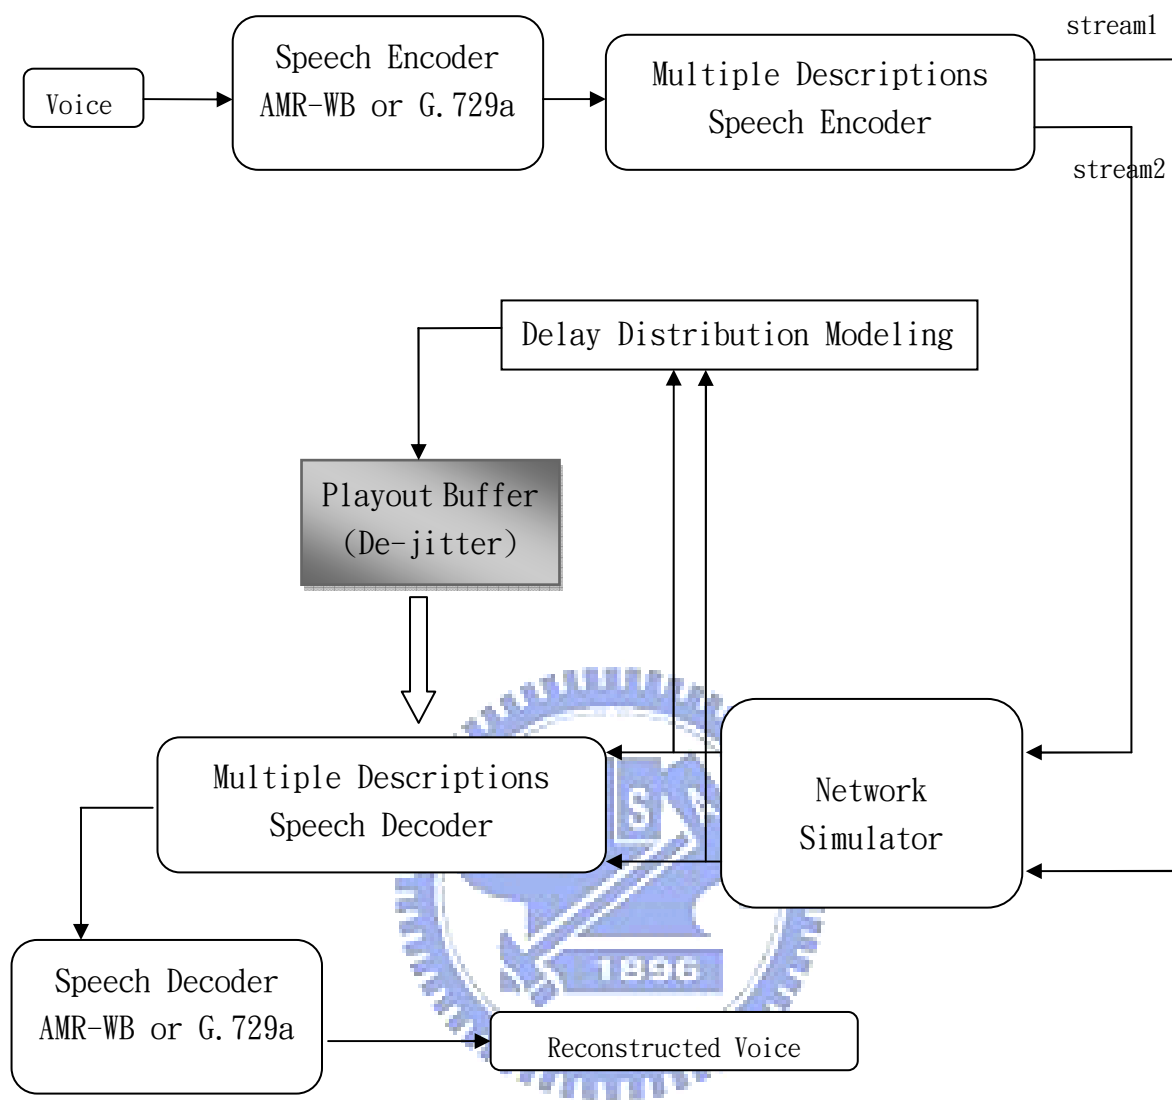 stream1
Voice
Speech Encoder
AMR-WB or G.729a
Multiple Descriptions
Speech Encoder
stream2
Delay Distribution Modeling
Playout Buffer
(De-jitter)
Multiple Descriptions
Speech Decoder
Network
Simulator
S
1896
Speech Decoder
AMR-WB or G.729a
Reconstructed Voice